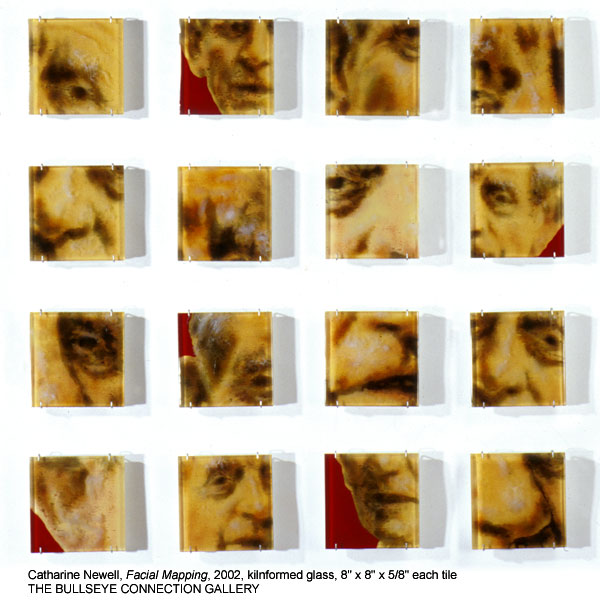 Catharine Newell, Facial Mapping, 2002, kilnformed glass, 8" x 8" x 5/8" each tile
THE BULLSEYE CONNECTION GALLERY